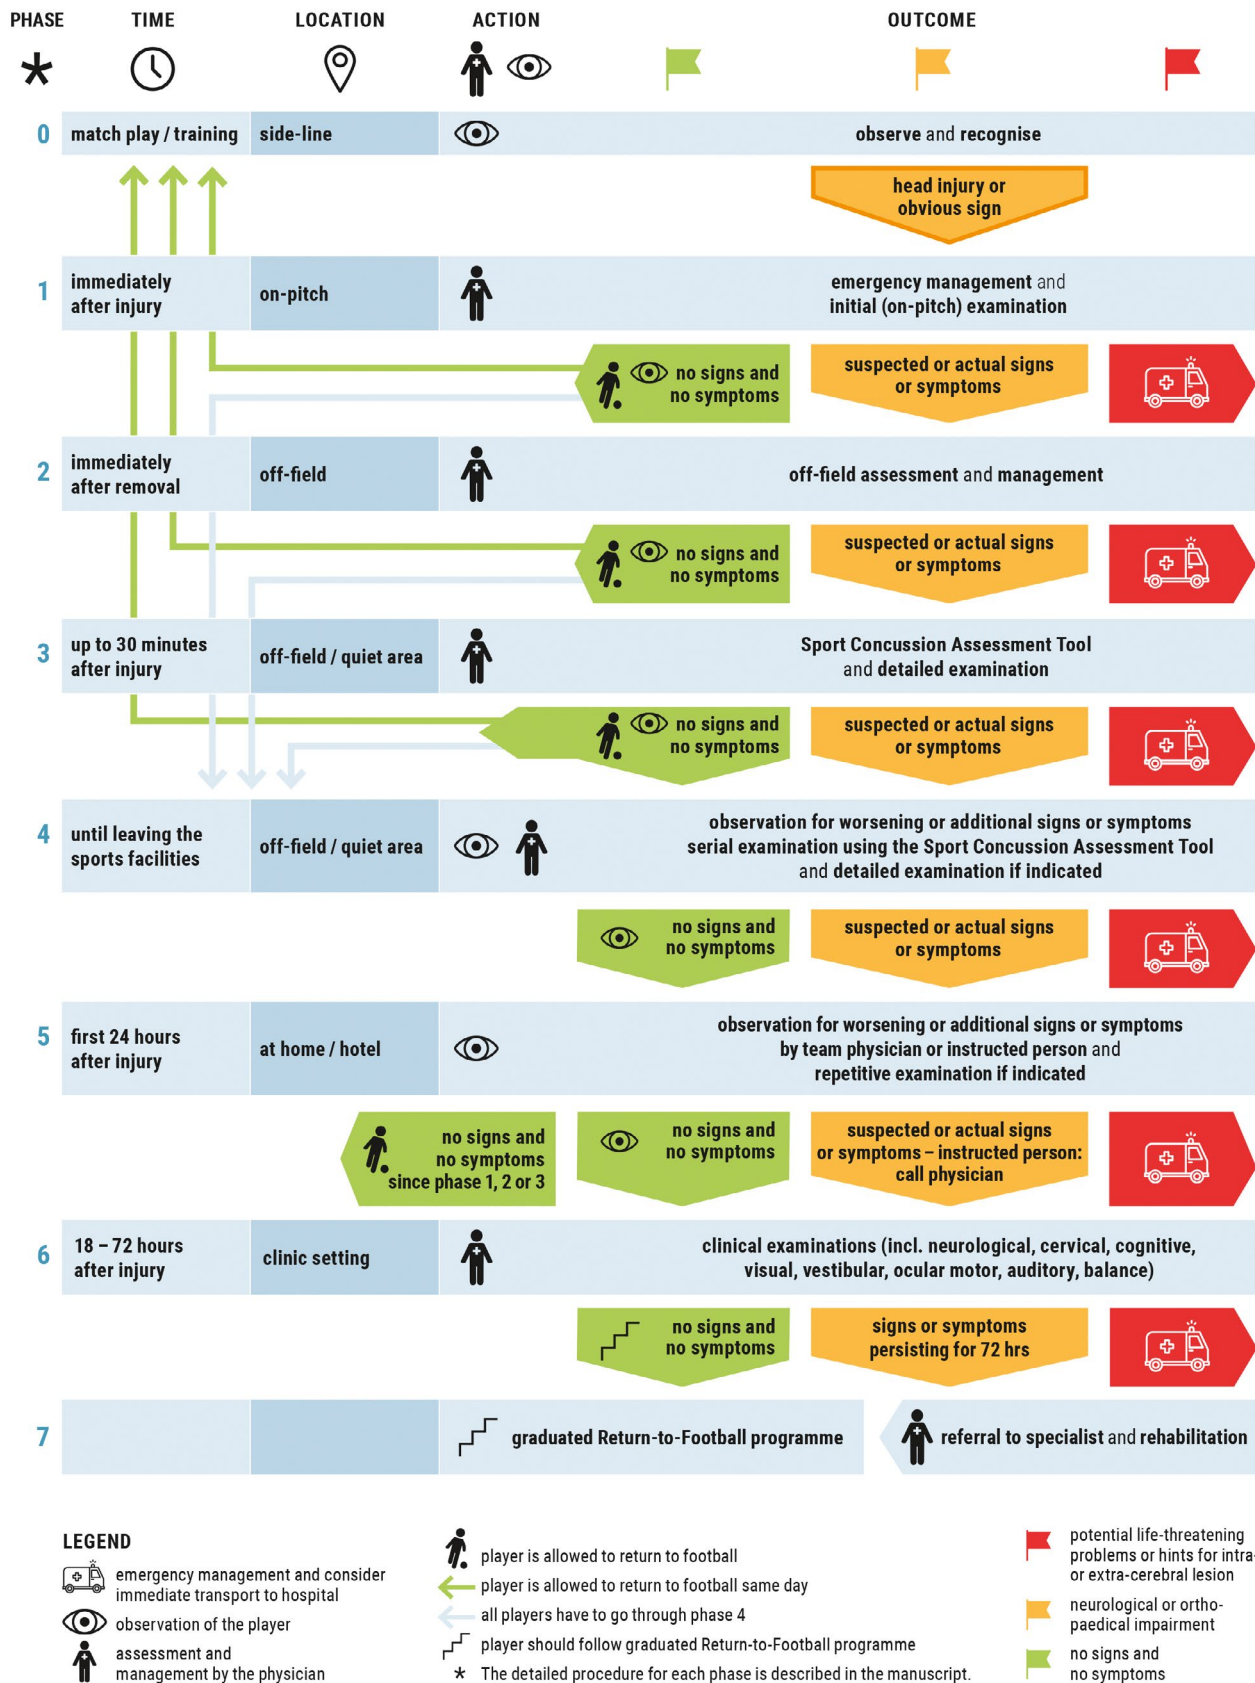 PHASE TIME LOCATION ACTION OUTCOME
0 match play / training side-line observe and recognise
head injury or
obvious sign
1 immediately
after injury
on-pitch
emergency management and
initial (on-pitch) examination
no signs and
no symptoms
suspected or actual signs
or symptoms
2 immediately
after removal
off-field
off-field assessment and management
no signs and
no symptoms
suspected or actual signs
or symptoms
3 up to 30 minutes
after injury
off-field / quiet area
Sport Concussion Assessment Tool
and detailed examination
no signs and
no symptoms
suspected or actual signs
or symptoms
4 until leaving the
sports facilities
off-field / quiet area
observation for worsening or additional signs or symptoms
serial examination using the Sport Concussion Assessment Tool
and detailed examination if indicated
no signs and
no symptoms
suspected or actual signs
or symptoms
5 first 24 hours
after injury
at home / hotel
observation for worsening or additional signs or symptoms
by team physician or instructed person and
repetitive examination if indicated
no signs and
no symptoms
since phase 1, 2 or 3
no signs and
no symptoms
suspected or actual signs
or symptoms – instructed person:
call physician
6 18 – 72 hours
after injury
clinic setting
clinical examinations (incl. neurological, cervical, cognitive,
visual, vestibular, ocular motor, auditory, balance)
no signs and
no symptoms
signs or symptoms
persisting for 72 hrs
7 graduated Return-to-Football programme
referral to specialist and rehabilitation
LEGEND
emergency management and consider
immediate transport to hospital
observation of the player
assessment and
management by the physician
player is allowed to return to football
player is allowed to return to football same day
all players have to go through phase 4
player should follow graduated Return-to-Football programme
* The detailed procedure for each phase is described in the manuscript.
potential life-threatening
problems or hints for intra-
or extra-cerebral lesion
neurological or ortho-
paedical impairment
no signs and
no symptoms